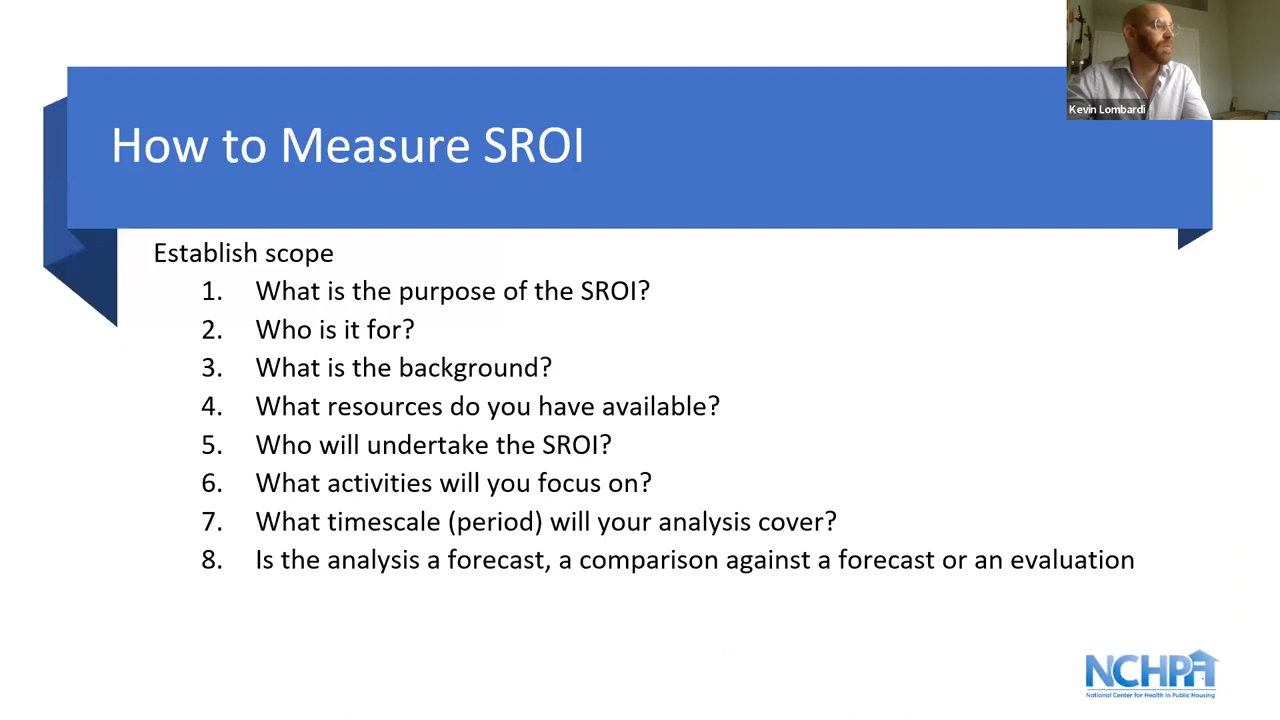 Kevin Lombardi
How to Measure SROI
Establish scope
1. What is the purpose of the SROI?
2. Who is it for?
3. What is the background?
4. What resources do you have available?
5. Who will undertake the SROI?
6. What activities will you focus on?
7. What timescale (period) will your analysis cover?
8. Is the analysis a forecast, a comparison against a forecast or an evaluation
NCHPH
National Center for Health in Public Housing